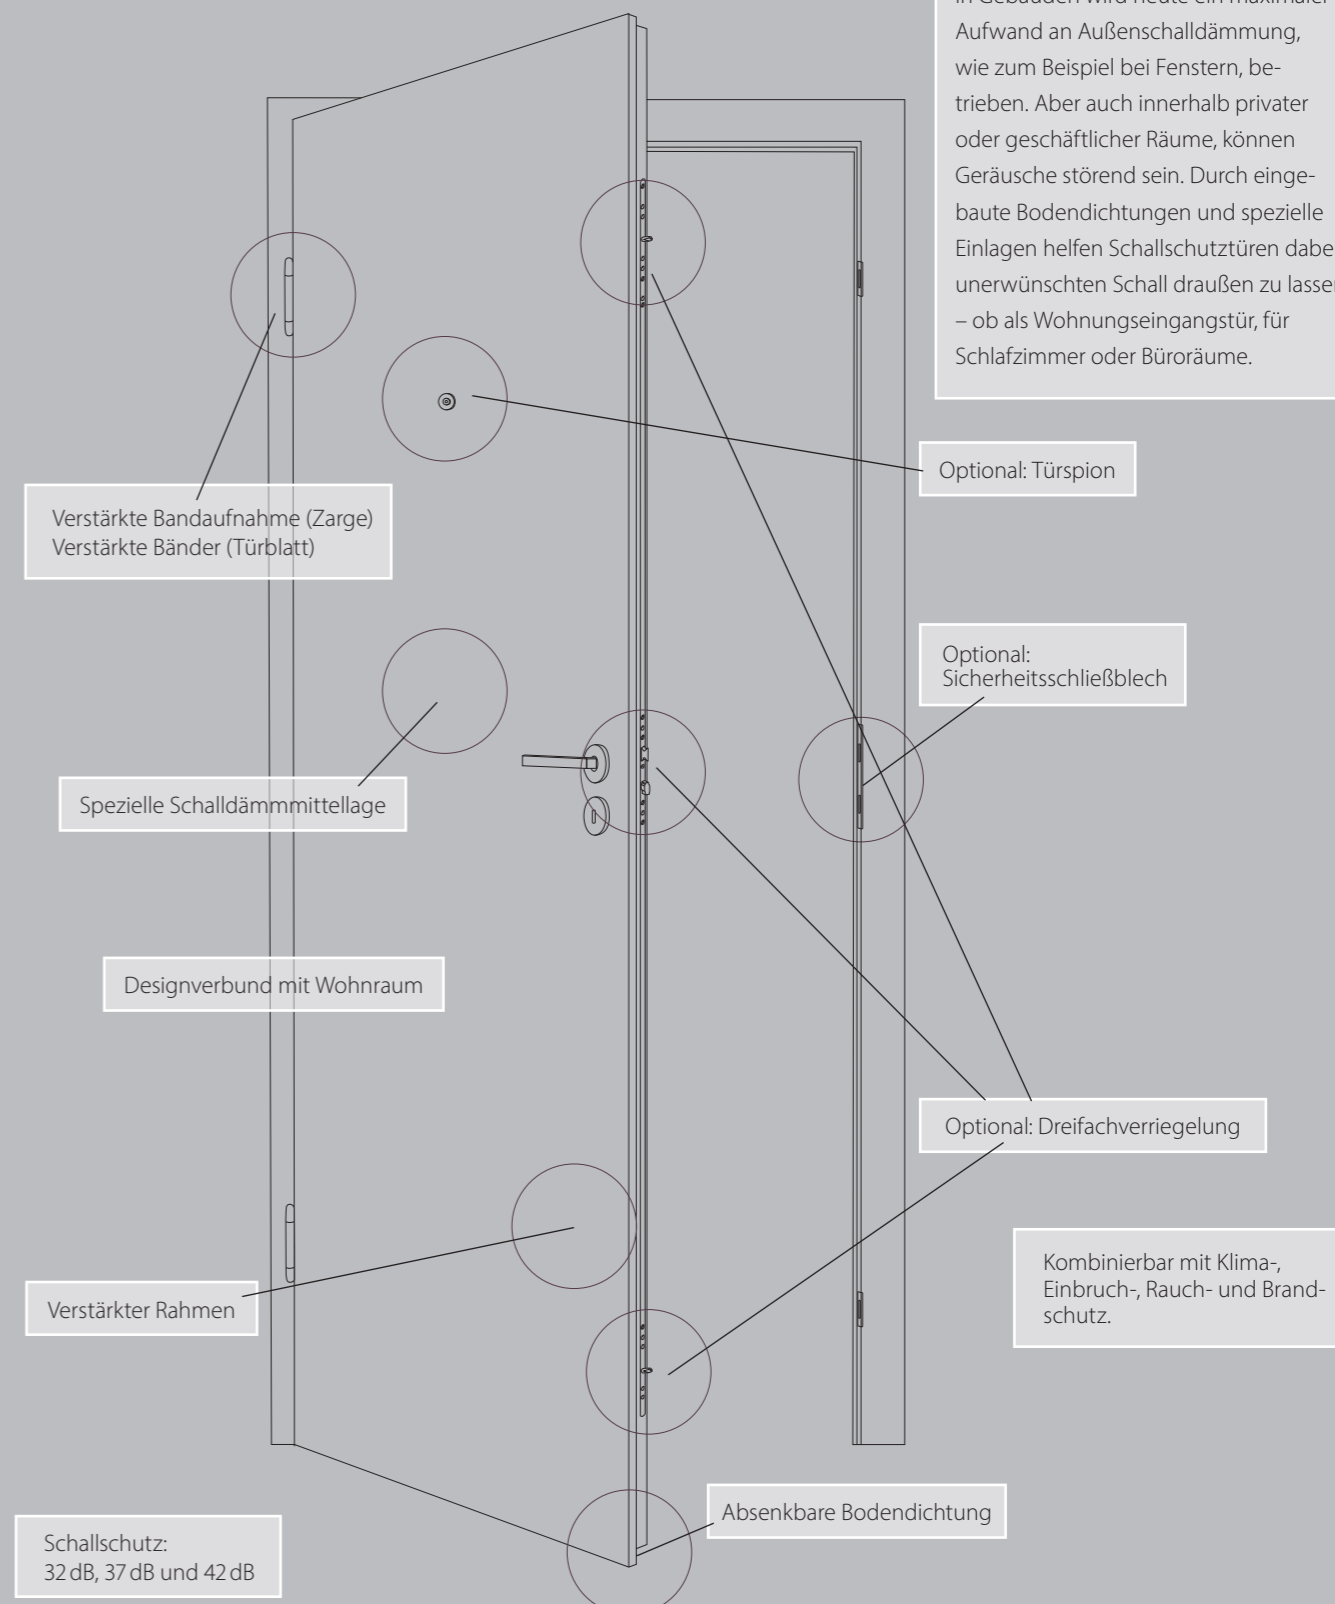 in Gebäuden wird heute ein maximaler
Aufwand an Außenschalldämmung,
wie zum Beispiel bei Fenstern, be-
trieben. Aber auch innerhalb privater
oder geschäftlicher Räume, können
Geräusche störend sein. Durch einge-
baute Bodendichtungen und spezielle
Einlagen helfen Schallschutztüren dabe
unerwünschten Schall draußen zu lasse
– ob als Wohnungseingangstür, für
Schlafzimmer oder Büroräume.
Optional: Türspion
Verstärkte Bandaufnahme (Zarge)
Verstärkte Bänder (Türblatt)
Optional:
Sicherheitsschließblech
Spezielle Schalldämmmittellage
Designverbund mit Wohnraum
Optional: Dreifachverriegelung
Kombinierbar mit Klima-,
Einbruch-, Rauch- und Brand-
schutz.
Verstärkter Rahmen
Absenkbare Bodendichtung
Schallschutz:
32 dB, 37 dB und 42 dB